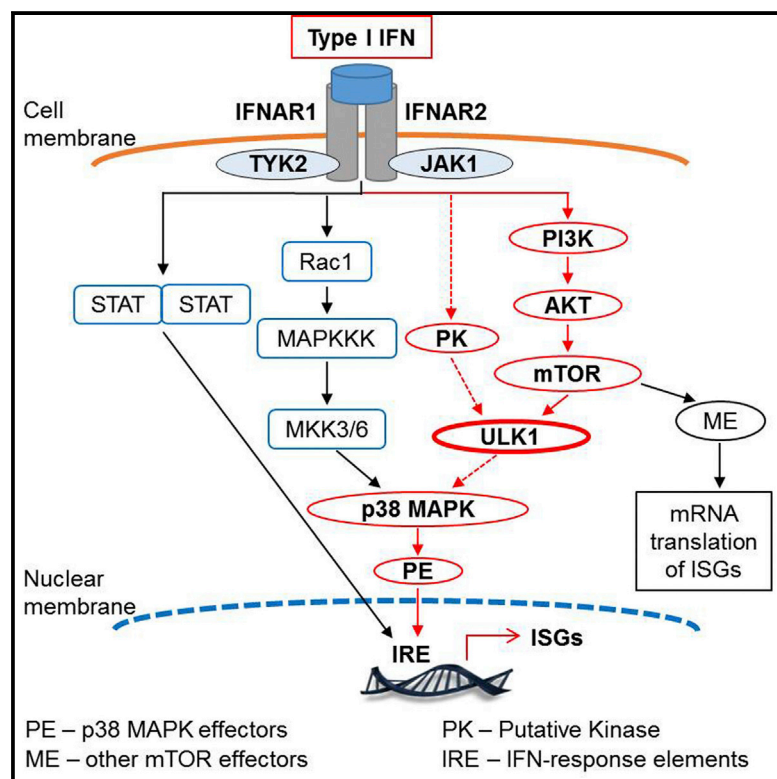 Type I IFN
Cell
membrane
IFNAR1
IFNAR2
TYK2
JAK1
PI3K
Rac1
STAT
STAT
AKT
MAPKKK
PK
mTOR
ME
MKK3/6
ULK1
p38 MAPK
mRNA
translation
of ISGs
PE
Nuclear
membrane
IRE
ISGs
PE – p38 MAPK effectors
PK – Putative Kinase
ME – other mTOR effectors
IRE – IFN-response elements